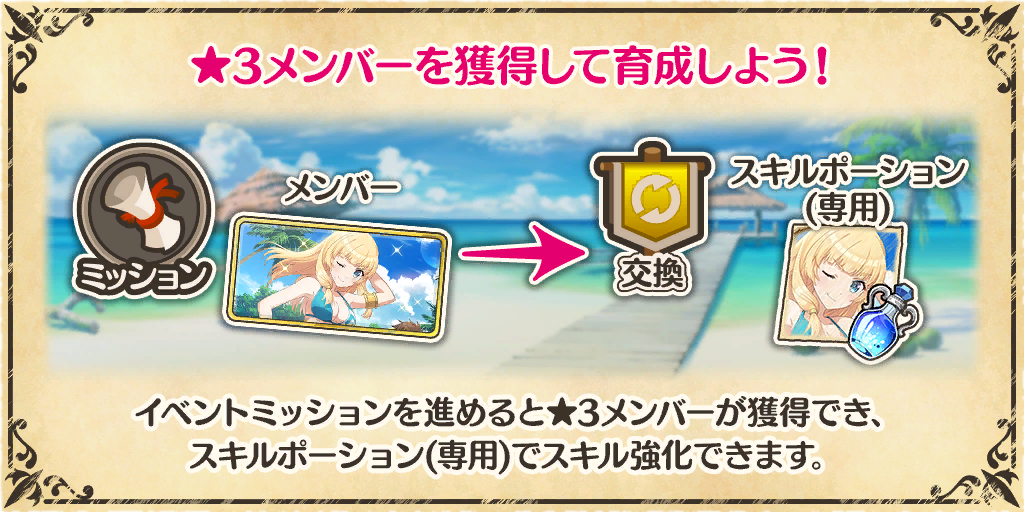 ★3メンバーを獲得して育成しよう!
ミッション
メンバー
交換
スキルポーション
(専用)
イベントミッションを進めると★3メンバーが獲得でき、
スキルポーション(専用)でスキル強化できます。